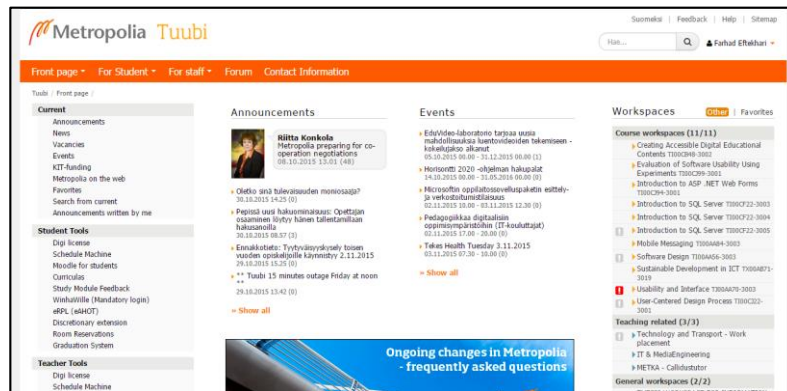 Suomeksi | Feedback | Help | Sitemap
Metropolia Tuubi
Hae...
Farhad Eftekhari
Front page For Student For staff Forum Contact Information
Tuubi / Front page /
Current
Announcements
News
Vacancies
Events
KIT-funding
Metropolia on the web
Favorites
Search from current
Announcements written by me
Student Tools
Digi license
Schedule Machine
Moodle for students
Curriculas
Study Module Feedback
WinhaWille (Mandatory login)
eRPL (eAHOT)
Discretionary extension
Room Reservations
Graduation System
Teacher Tools
Digi license
Schedule Machine
Announcements
Riitta Konkola
Metropolia preparing for co-
operation negotiations
08.10.2015 13.01 (48)
Oletko sinä tulevaisuuden moniosaaja?
30.10.2015 14.25 (0)
Pepissä uusi hakuominaisuus: Opettajan
osaaminen löytyy hänen tallentamillaan
hakusanoilla
30.10.2015 08.57 (3)
Ennakkotieto: Tyytyväisyyskysely toisen
vuoden opiskelijoille käynnistyy 2.11.2015
29.10.2015 15.25 (0)
** Tuubi 15 minutes outage Friday at noon
**
29.10.2015 13.42 (0)
» Show all
Events
EduVideo-laboratorio tarjoaa uusia
mahdollisuuksia luentovideoiden tekemiseen -
kokeilujakso alkanut
05.10.2015 00.00 - 31.12.2015 00.00 (1)
Horisontti 2020 -ohjelman hakupalat
14.10.2015 00.00 - 31.05.2016 00.00 (0)
Microsoftin oppilaitossovelluspaketin esittely-
ja verkostoitumistilaisuus
02.11.2015 10.00 - 03.11.2015 12.30 (0)
Pedagogiikkaa digitaalisiin
oppimisympäristöihin (IT-kouluttajat)
02.11.2015 17.00 - 20.00 (0)
Tekes Health Tuesday 3.11.2015
03.11.2015 07.30 - 10.00 (0)
» Show all
Ongoing changes in Metropolia
- frequently asked questions
Workspaces Other | Favorites
Course workspaces (11/11)
Creating Accessible Digital Educational
Contents TI00CB48-3002
Evaluation of Software Usability Using
Experiments TI00CB99-3001
Introduction to ASP .NET Web Forms
TI00CB94-3001
Introduction to SQL Server TI00CF22-3003
Introduction to SQL Server TI00CF22-3004
Introduction to SQL Server TI00CF22-3005
Mobile Messaging TI00AA84-3003
Software Design TI00AA56-3003
Sustainable Development in ICT TX00AB71-
3019
Usability and Interface TI00AA70-3003
User-Centered Design Process TI00CI22-
3001
Teaching related (3/3)
Technology and Transport - Work
placement
IT & MediaEngineering
METKA - Callidustutor
General workspaces (2/2)